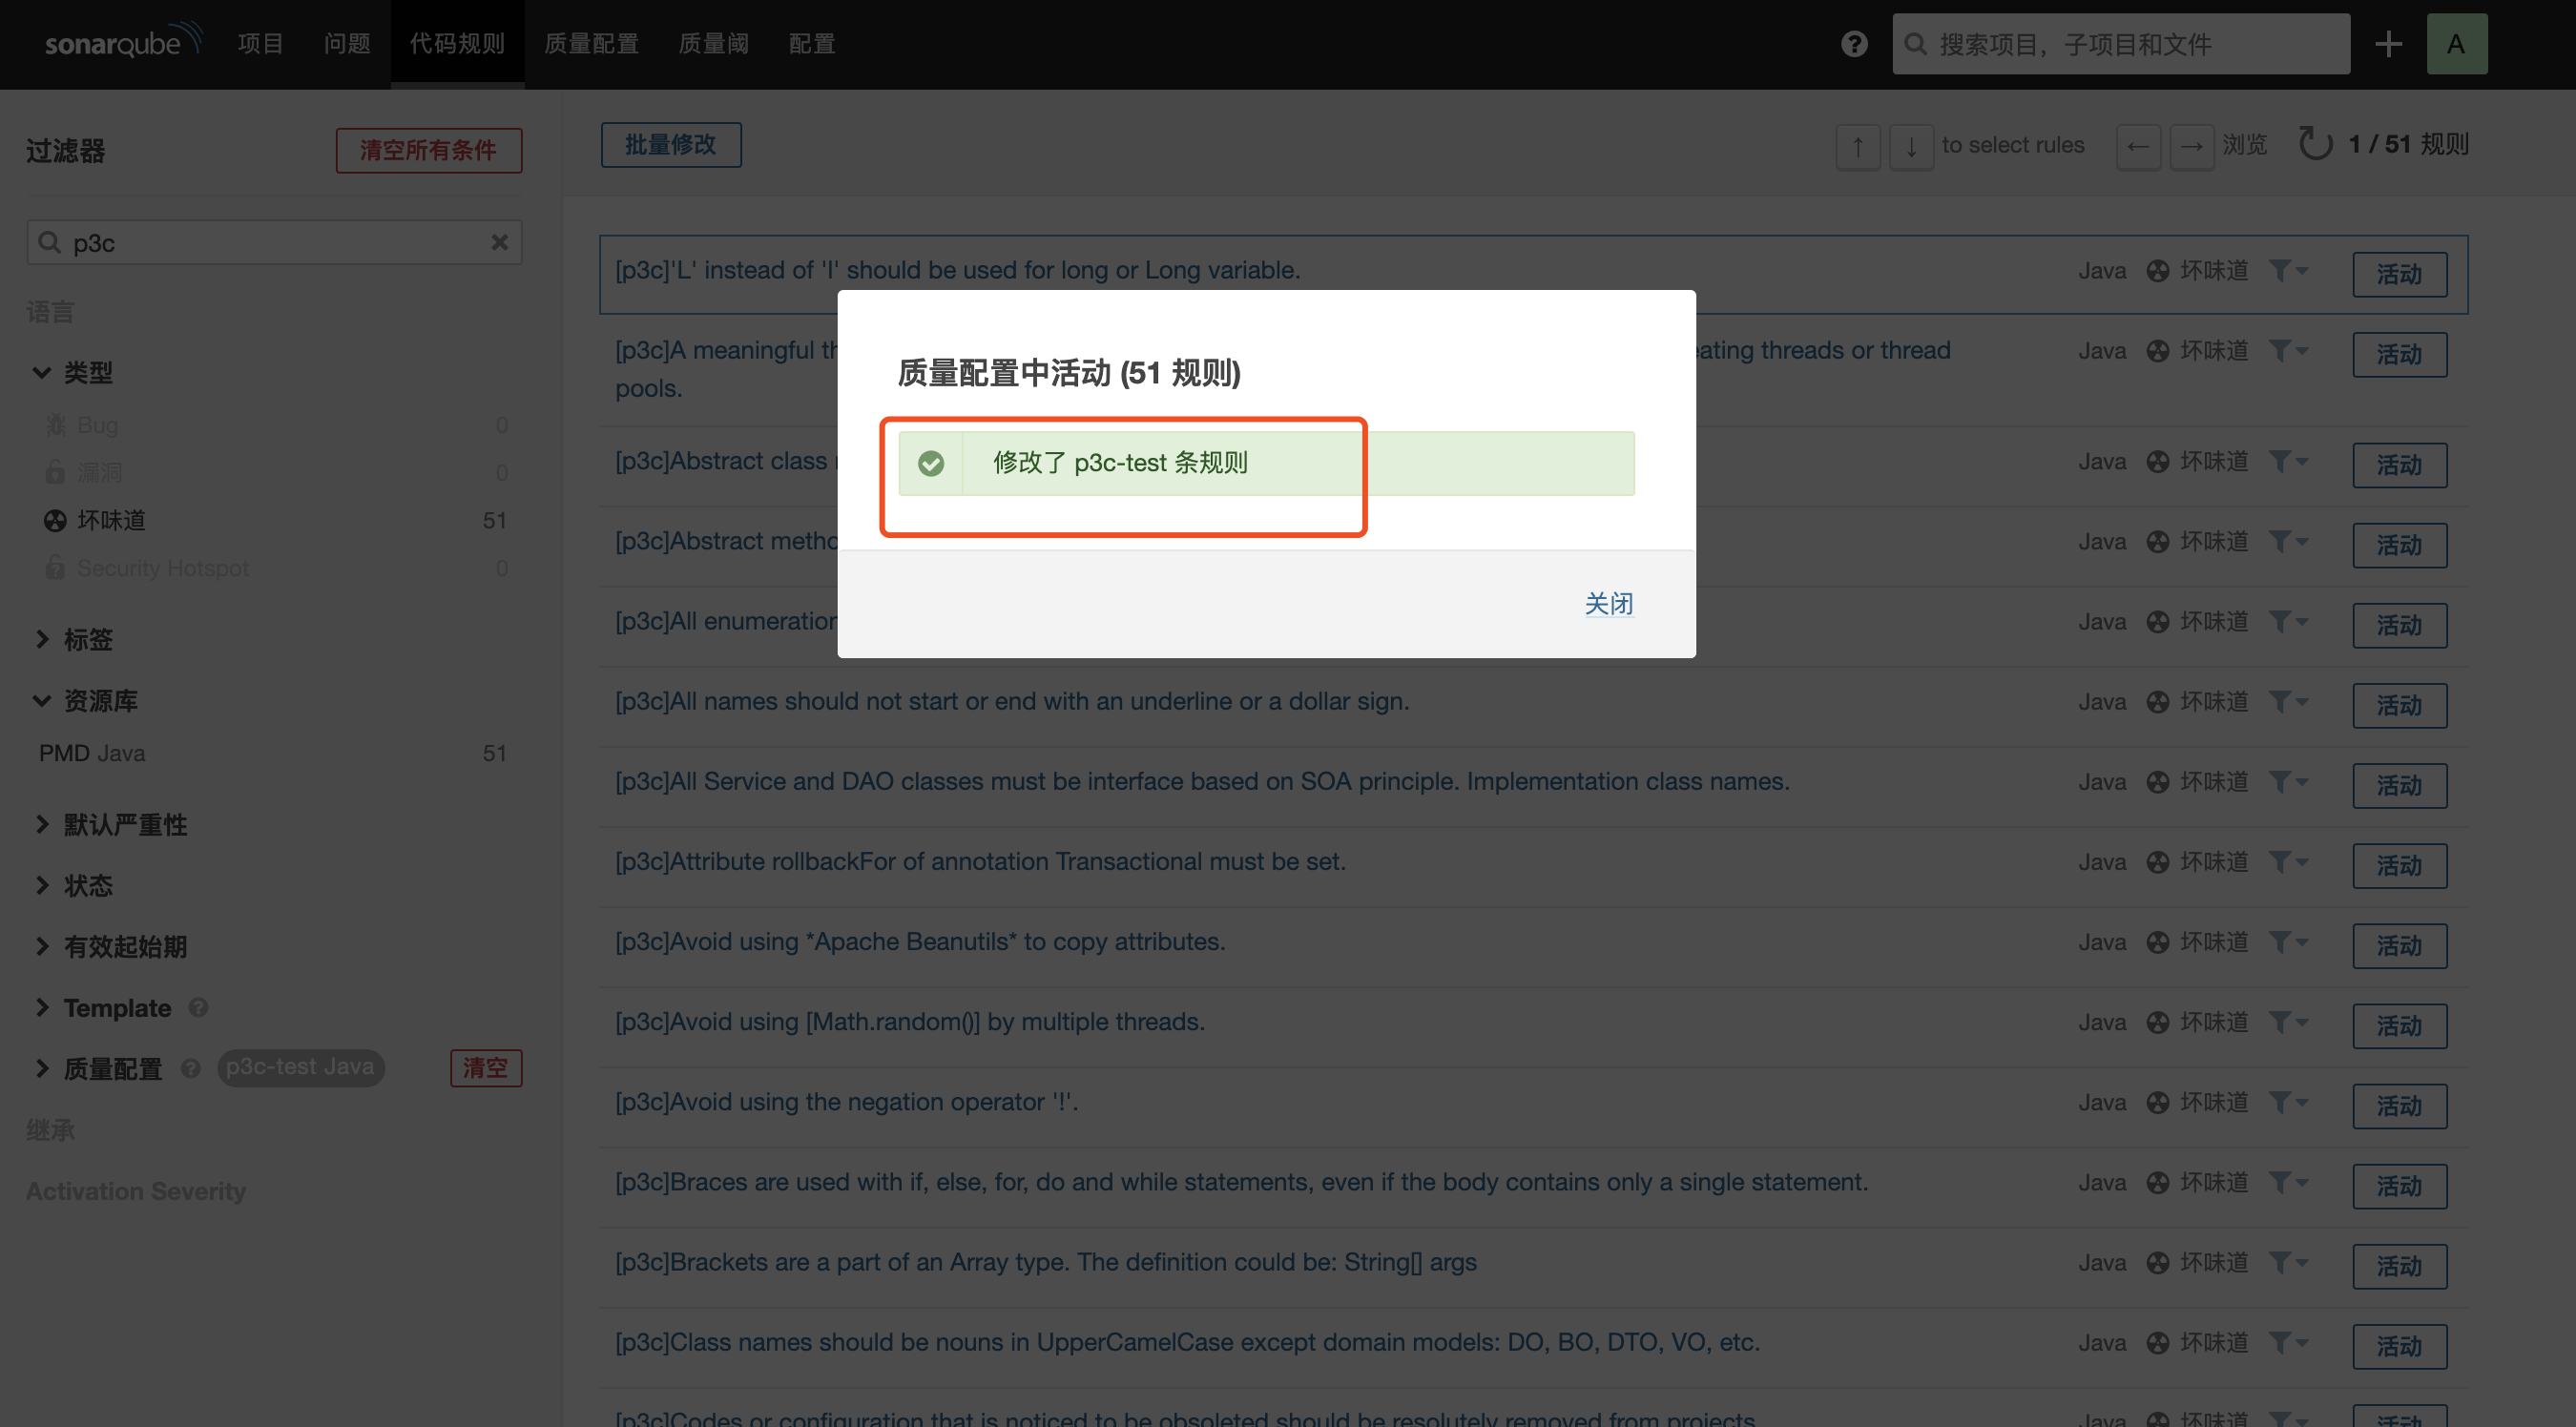 sonarqube 项目 问题 代码规则 质量配置 质量阈 配置 ? 搜索项目，子项目和文件 + A
过滤器 清空所有条件
批量修改 ↑ ↓ to select rules ← → 浏览 1 / 51 规则
p3c
语言
类型
Bug 0
漏洞 0
坏味道 51
Security Hotspot 0
标签
资源库
PMD Java 51
默认严重性
状态
有效起始期
Template ?
质量配置 ? p3c-test Java 清空
继承
Activation Severity
[p3c]'L' instead of 'l' should be used for long or Long variable. Java 坏味道 活动
[p3c]A meaningful th eating threads or thread Java 坏味道 活动
pools.
[p3c]Abstract class Java 坏味道 活动
[p3c]Abstract metho Java 坏味道 活动
[p3c]All enumeration Java 坏味道 活动
[p3c]All names should not start or end with an underline or a dollar sign. Java 坏味道 活动
[p3c]All Service and DAO classes must be interface based on SOA principle. Implementation class names. Java 坏味道 活动
[p3c]Attribute rollbackFor of annotation Transactional must be set. Java 坏味道 活动
[p3c]Avoid using *Apache Beanutils* to copy attributes. Java 坏味道 活动
[p3c]Avoid using [Math.random()] by multiple threads. Java 坏味道 活动
[p3c]Avoid using the negation operator '!'. Java 坏味道 活动
[p3c]Braces are used with if, else, for, do and while statements, even if the body contains only a single statement. Java 坏味道 活动
[p3c]Brackets are a part of an Array type. The definition could be: String[] args Java 坏味道 活动
[p3c]Class names should be nouns in UpperCamelCase except domain models: DO, BO, DTO, VO, etc. Java 坏味道 活动
[p3c]Codes or configuration that is noticed to be obsoleted should be resolutely removed from projects. Java 坏味道 活动
质量配置中活动 (51 规则)
修改了 p3c-test 条规则
关闭